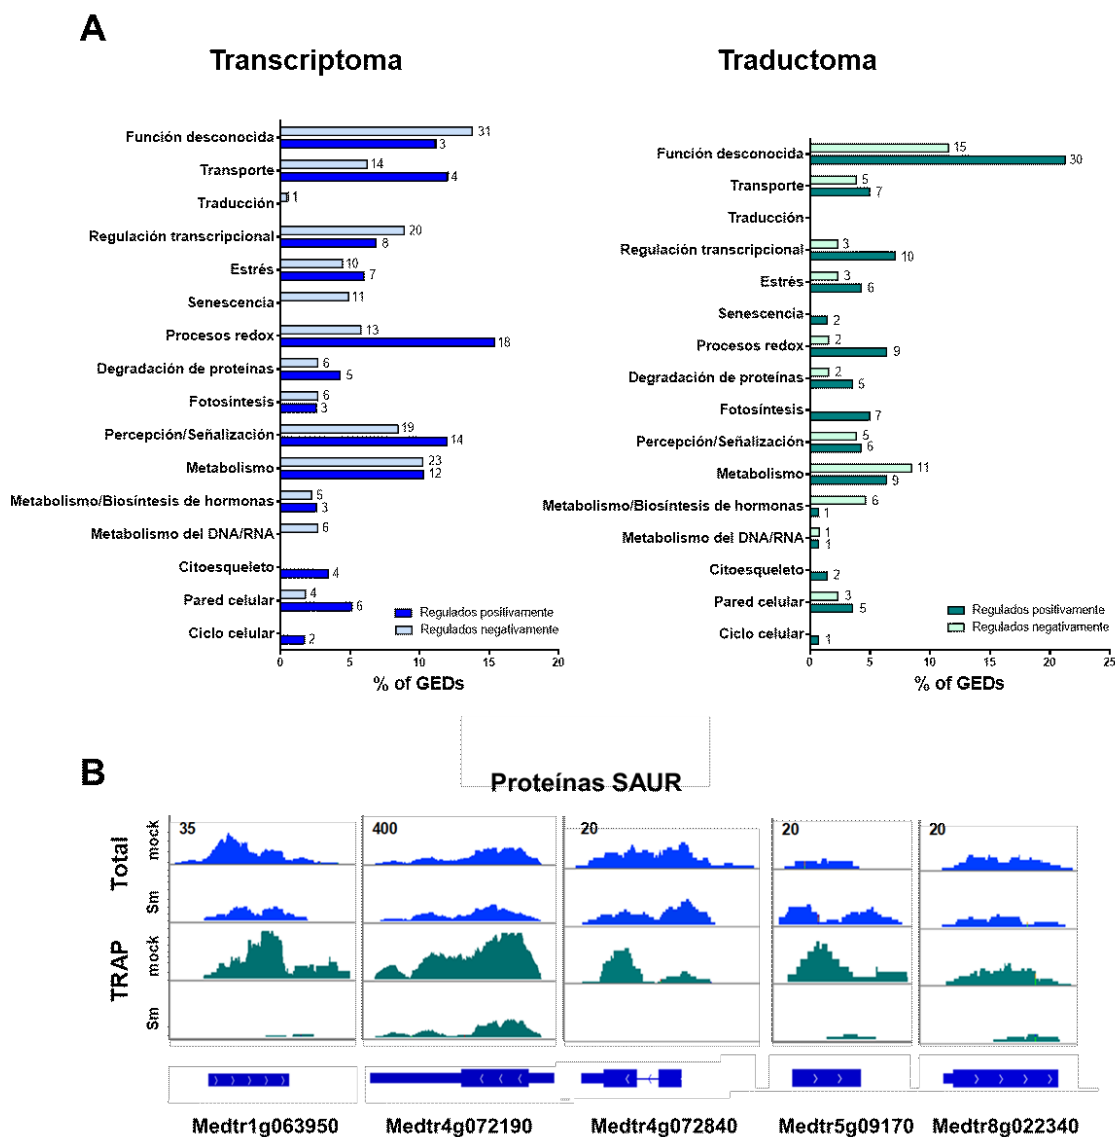 A
Transcriptoma
Función desconocida
31
3
Transporte
14
4
Traducción
1
Regulación transcripcional
20
8
Estrés
10
7
Senescencia
11
Procesos redox
13
18
Degradación de proteínas
6
5
Fotosíntesis
6
3
Percepción/Señalización
19
14
Metabolismo
23
12
Metabolismo/Biosíntesis de hormonas
5
3
Metabolismo del DNA/RNA
6
Citoesqueleto
4
Pared celular
4
6
Ciclo celular
2
Regulados positivamente
Regulados negativamente
0 5 10 15 20
% of GEDs
Traductoma
Función desconocida
15
30
Transporte
5
7
Traducción
Regulación transcripcional
3
10
Estrés
3
6
Senescencia
2
Procesos redox
2
9
Degradación de proteínas
2
5
Fotosíntesis
7
Percepción/Señalización
5
6
Metabolismo
11
9
Metabolismo/Biosíntesis de hormonas
6
1
Metabolismo del DNA/RNA
1
1
Citoesqueleto
2
Pared celular
3
5
Ciclo celular
1
Regulados positivamente
Regulados negativamente
0 5 10 15 20 25
% of GEDs
B
Proteínas SAUR
Total
mock
Sm
TRAP
mock
Sm
35 400 20 20 20
Medtr1g063950 Medtr4g072190 Medtr4g072840 Medtr5g09170 Medtr8g022340